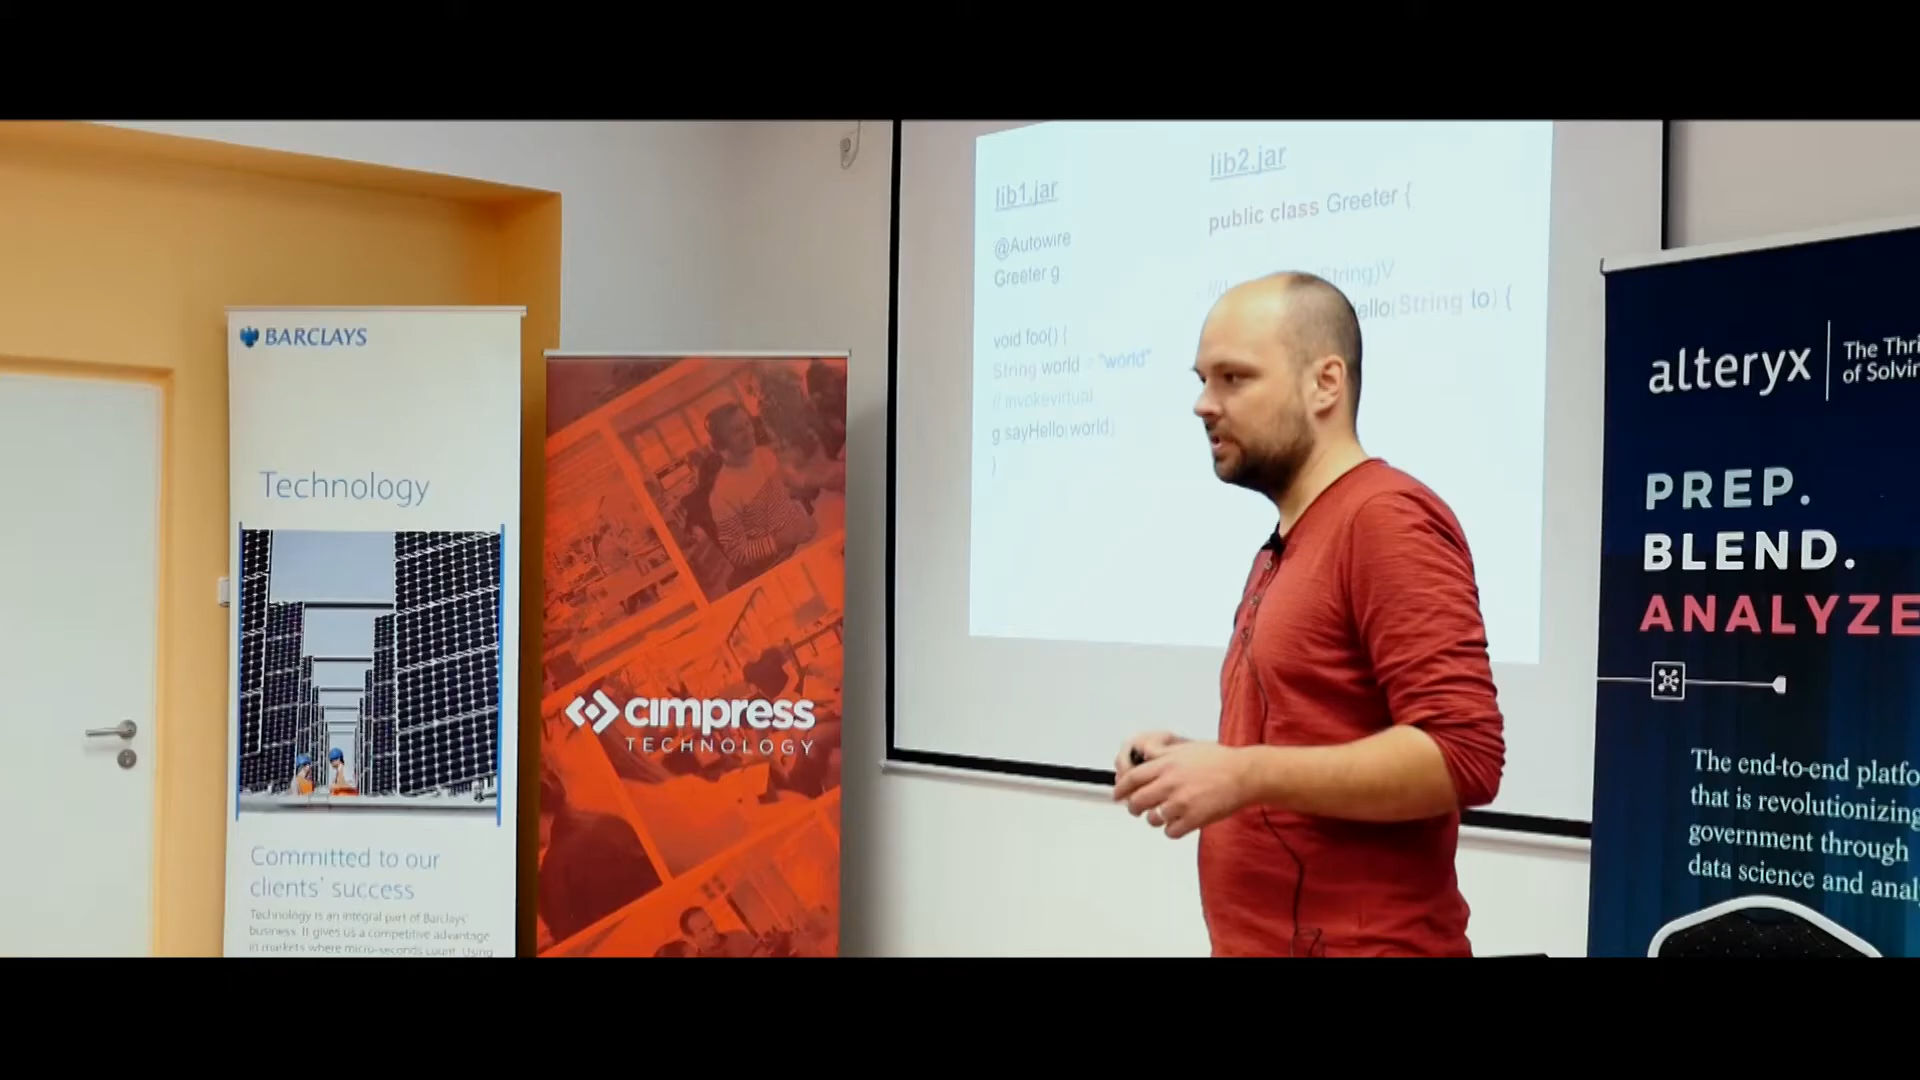 BARCLAYS
Technology
Committed to our
clients' success
Technology is an integral part of Barclays'
business. It gives us a competitive advantage
in markets where micro-seconds count. Using
cimpress
TECHNOLOGY
lib1.jar
@Autowire
Greeter g
void foo() {
String world = "world"
// invokevirtual
g sayHello(world)
}
lib2.jar
public class Greeter {
String)V
ello(String to) {
alteryx
The Thri
of Solvin
PREP.
BLEND.
ANALYZE
The end-to-end platfo
that is revolutionizing
government through
data science and anal